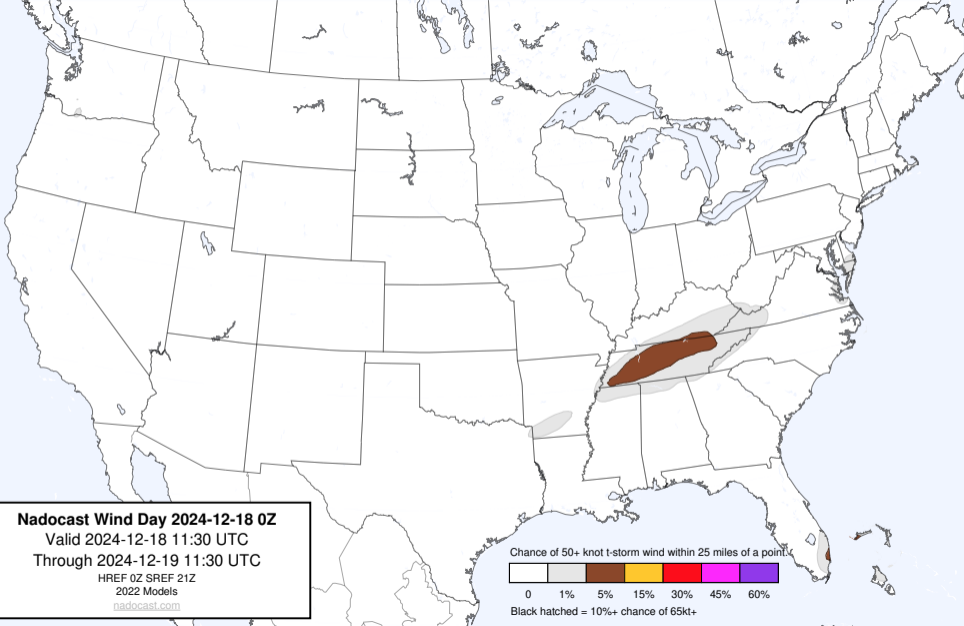 Nadocast Wind Day 2024-12-18 0Z
Valid 2024-12-18 11:30 UTC
Through 2024-12-19 11:30 UTC
HREF 0Z SREF 21Z
2022 Models
nadocast.com
Chance of 50+ knot t-storm wind within 25 miles of a point.
0 1% 5% 15% 30% 45% 60%
Black hatched = 10%+ chance of 65kt+